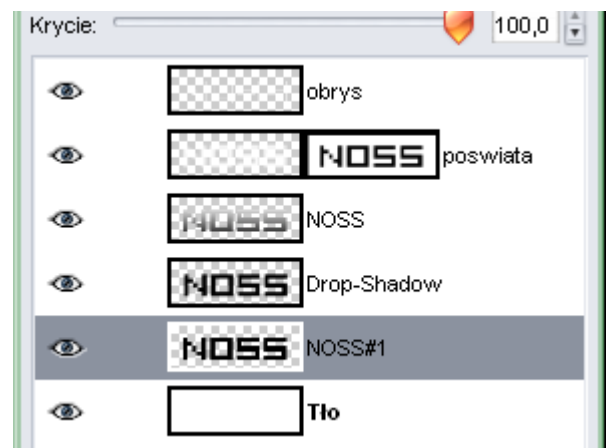 Krycie: 100,0
obrys
NOSS poswiata
NOSS NOSS
NOSS Drop-Shadow
NOSS NOSS#1
Tło